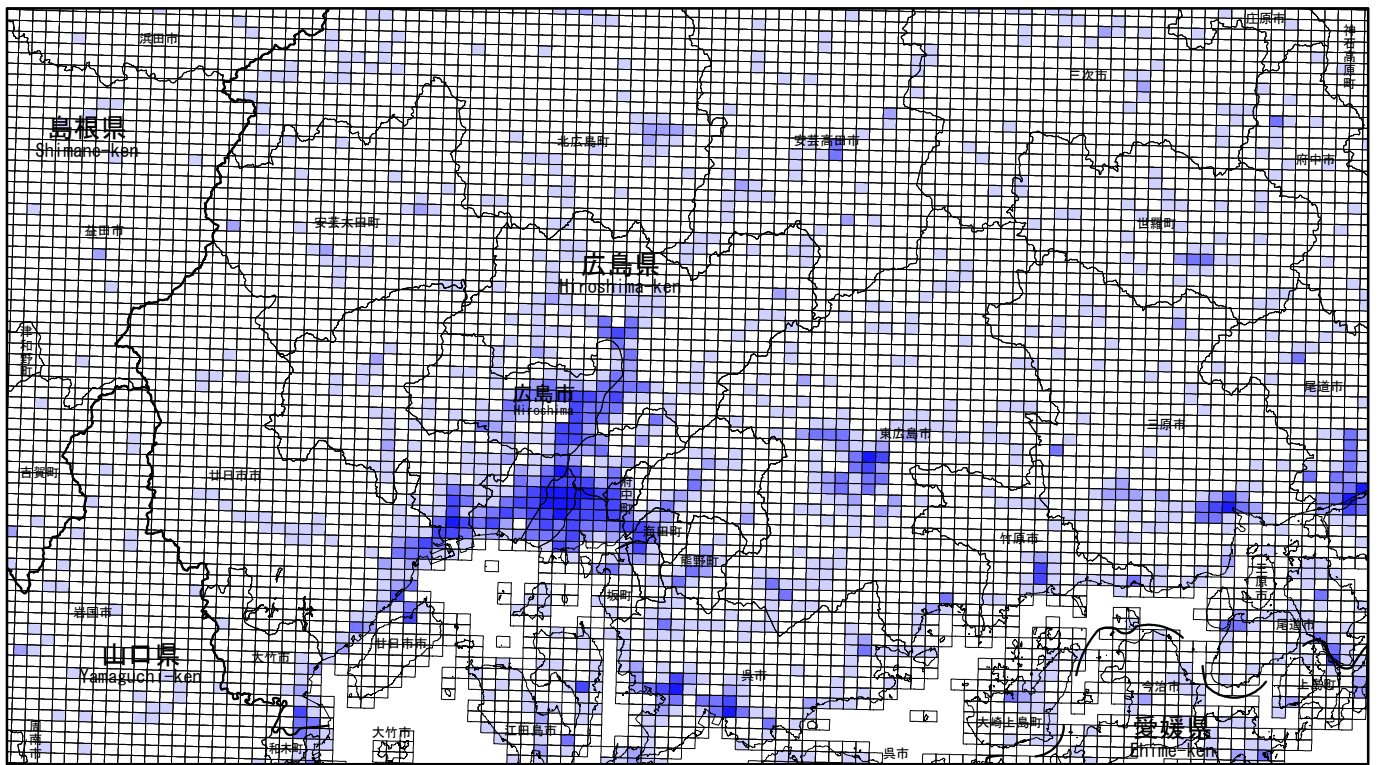 浜田市
庄原市
神石高原町
三次市
島根県
Shimane-ken
北広島町
安芸高田市
府中市
益田市
安芸太田町
世羅町
広島県
Hiroshima-ken
津和野町
広島市
Hiroshima
尾道市
三原市
東広島市
吉賀町
廿日市市
府中町
海田町
竹原市
熊野町
三原市
坂町
岩国市
尾道市
山口県
Yamaguchi-ken
大竹市
廿日市市
呉市
今治市
上島町
周南市
和木町
大竹市
江田島市
大崎上島町
愛媛県
Ehime-ken
呉市